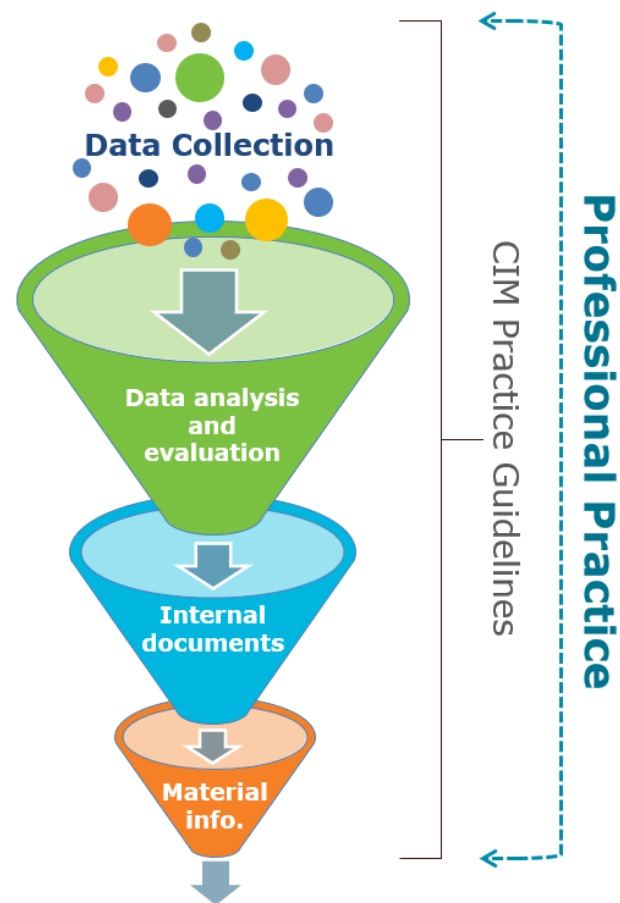 Data Collection
Data analysis
and
evaluation
Internal
documents
Material
info.
CIM Practice Guidelines
Professional Practice